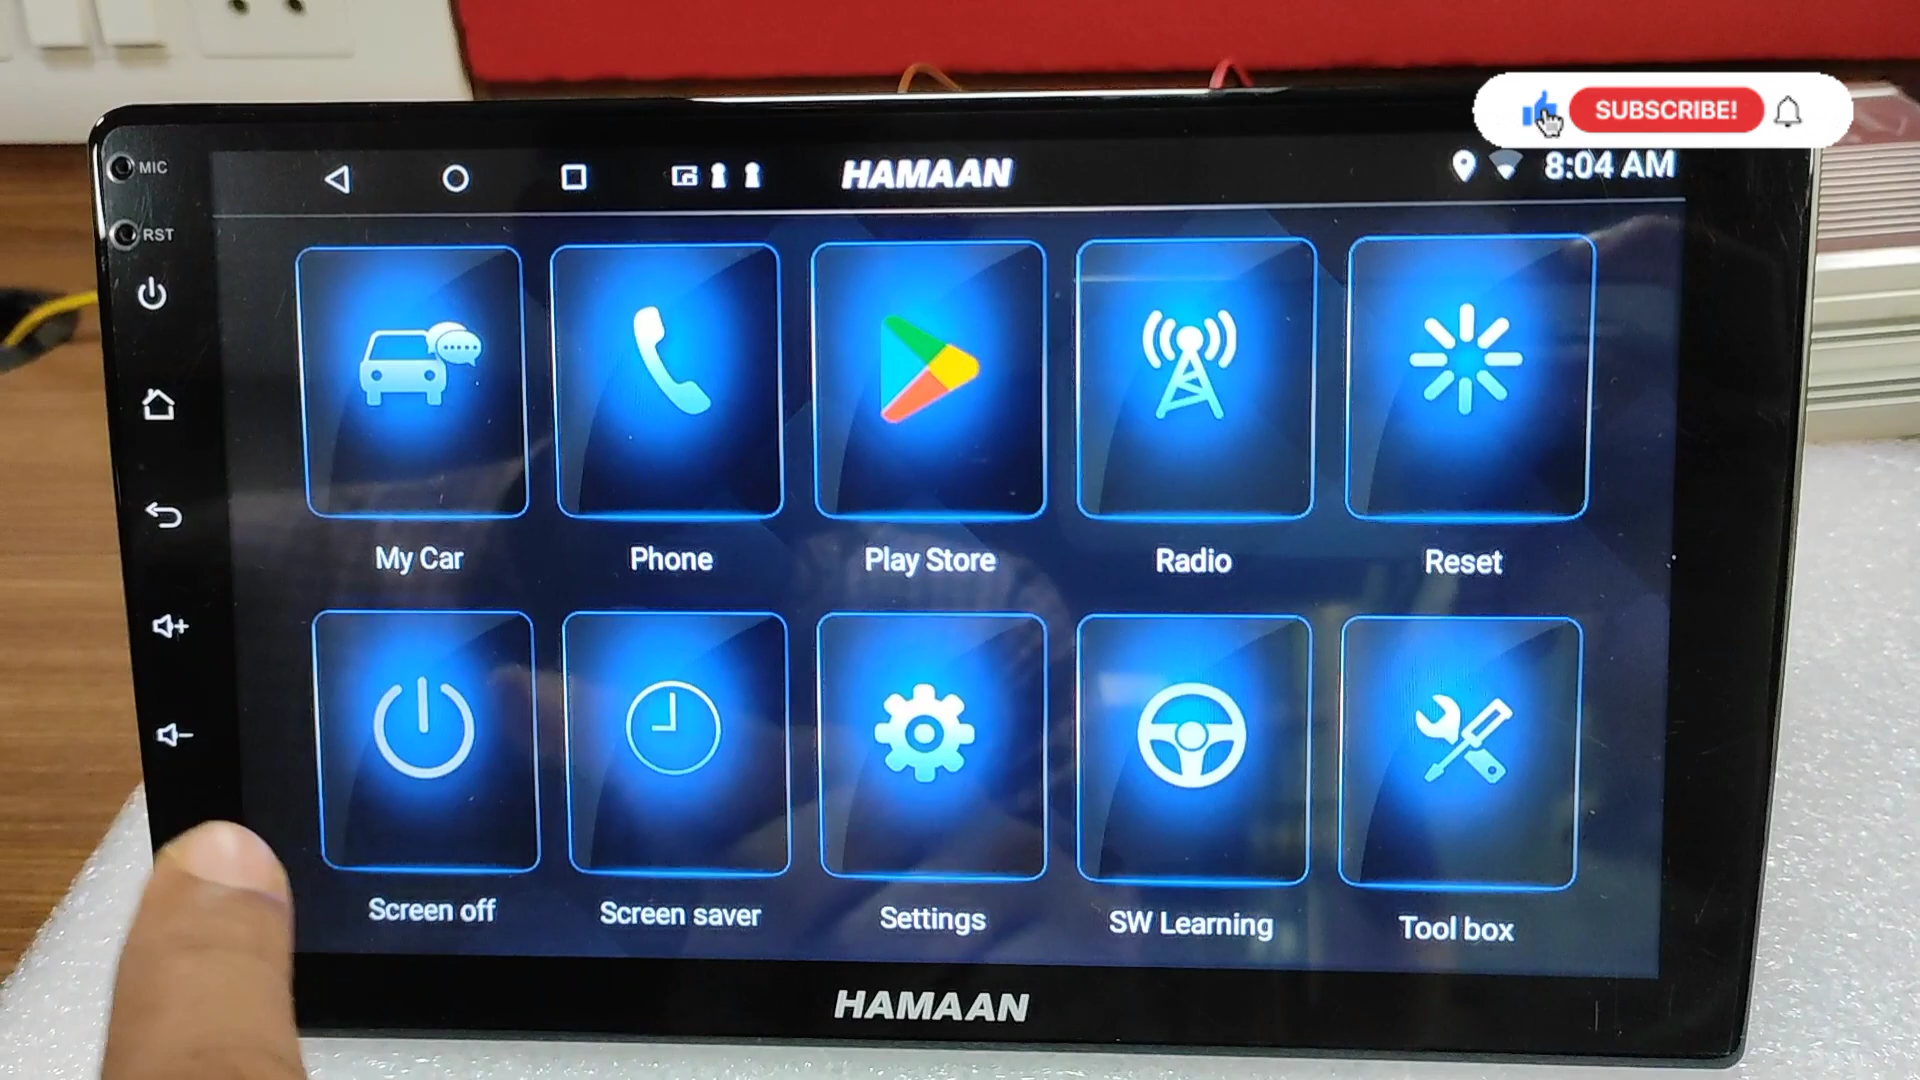 SUBSCRIBE!
MIC
HAMAAN
8:04 AM
RST
My Car
Phone
Play Store
Radio
Reset
Screen off
Screen saver
Settings
SW Learning
Tool box
HAMAAN